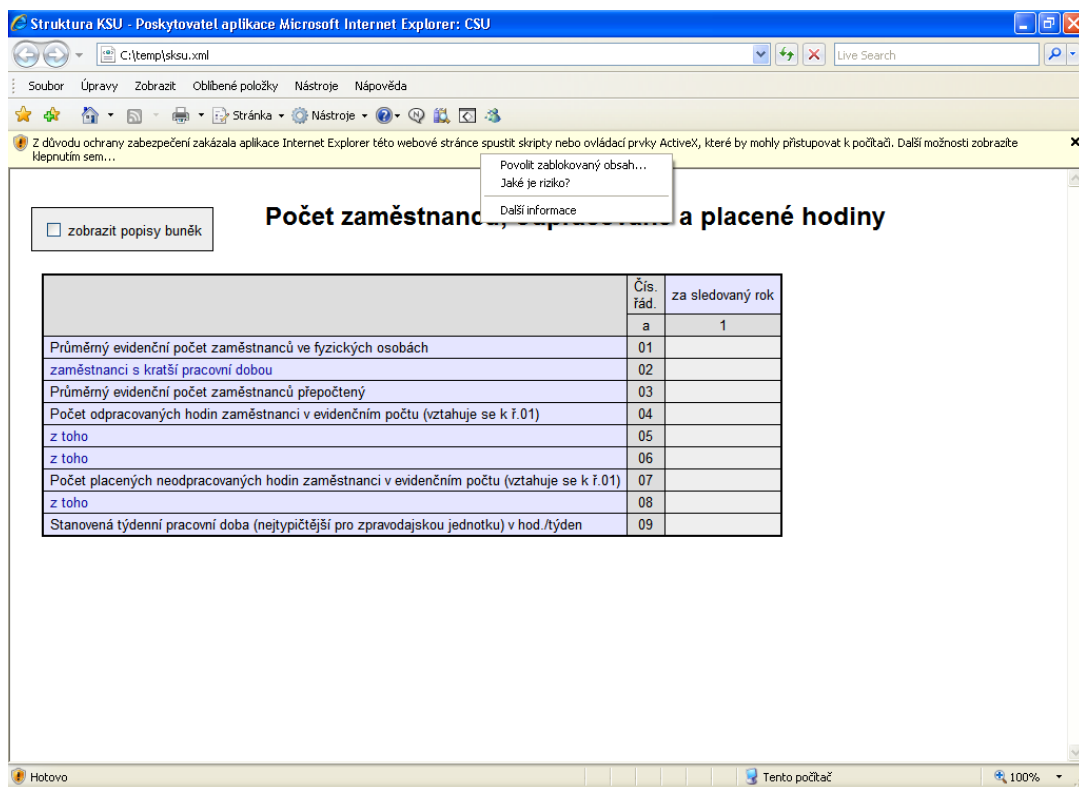 Struktura KSU - Poskytovatel aplikace Microsoft Internet Explorer: CSU
C:\temp\sksu.xml
Live Search
Soubor Úpravy Zobrazit Oblíbené položky Nástroje Nápověda
Stránka Nástroje
Z důvodu ochrany zabezpečení zakázala aplikace Internet Explorer této webové stránce spustit skripty nebo ovládací prvky ActiveX, které by mohly přistupovat k počítači. Další možnosti zobrazíte
klepnutím sem...
Povolit zablokovaný obsah...
Jaké je riziko?
Další informace
Počet a placené hodiny
zobrazit popisy buněk
Čís. řád. za sledovaný rok
a 1
Průměrný evidenční počet zaměstnanců ve fyzických osobách 01
zaměstnanci s kratší pracovní dobou 02
Průměrný evidenční počet zaměstnanců přepočtený 03
Počet odpracovaných hodin zaměstnanci v evidenčním počtu (vztahuje se k ř.01) 04
z toho 05
z toho 06
Počet placených neodpracovaných hodin zaměstnanci v evidenčním počtu (vztahuje se k ř.01) 07
z toho 08
Stanovená týdenní pracovní doba (nejtypičtější pro zpravodajskou jednotku) v hod./týden 09
Hotovo
Tento počítač
100%